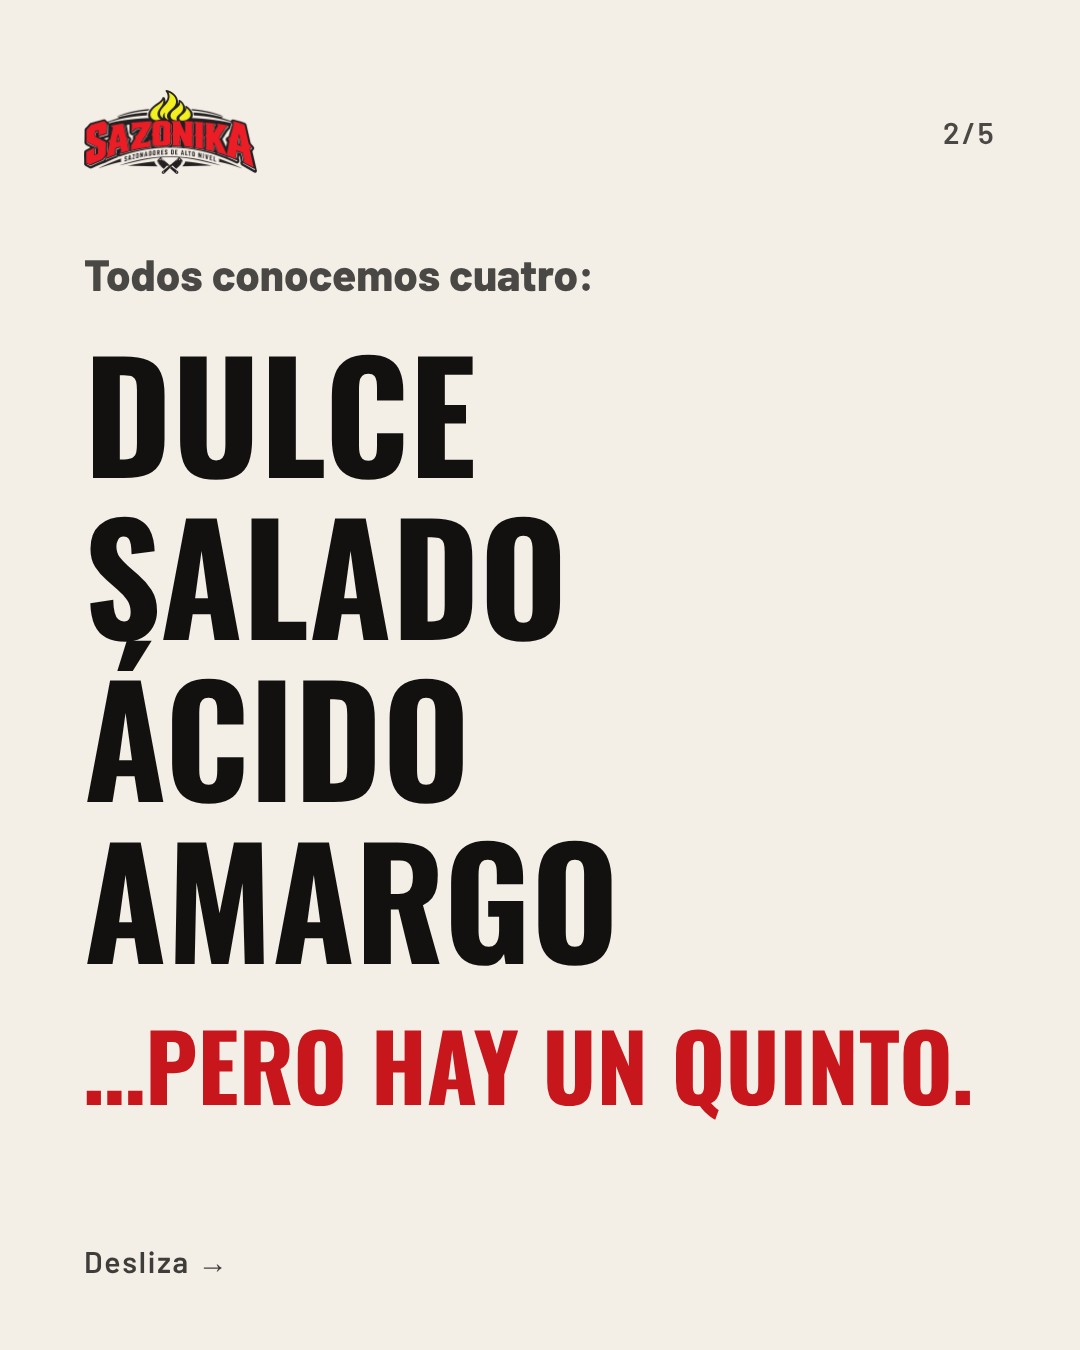 SAZONIKA
SAZONADORES DE ALTO NIVEL
2/5
Todos conocemos cuatro:
DULCE
SALADO
ÁCIDO
AMARGO
...PERO HAY UN QUINTO.
Desliza →